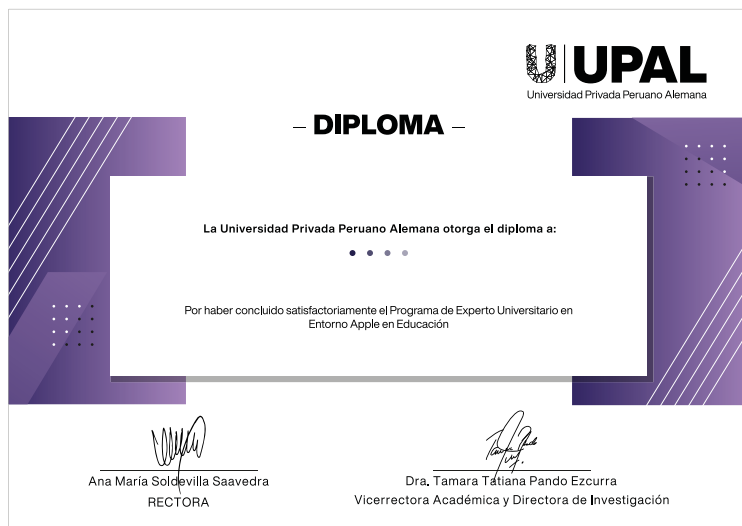 UPAL
Universidad Privada Peruano Alemana
DIPLOMA
La Universidad Privada Peruano Alemana otorga el diploma a:
Por haber concluido satisfactoriamente el Programa de Experto Universitario en
Entorno Apple en Educación
Ana María Soldevilla Saavedra
RECTORA
Dra. Tamara Tatiana Pando Ezcurra
Vicerrectora Académica y Directora de Investigación